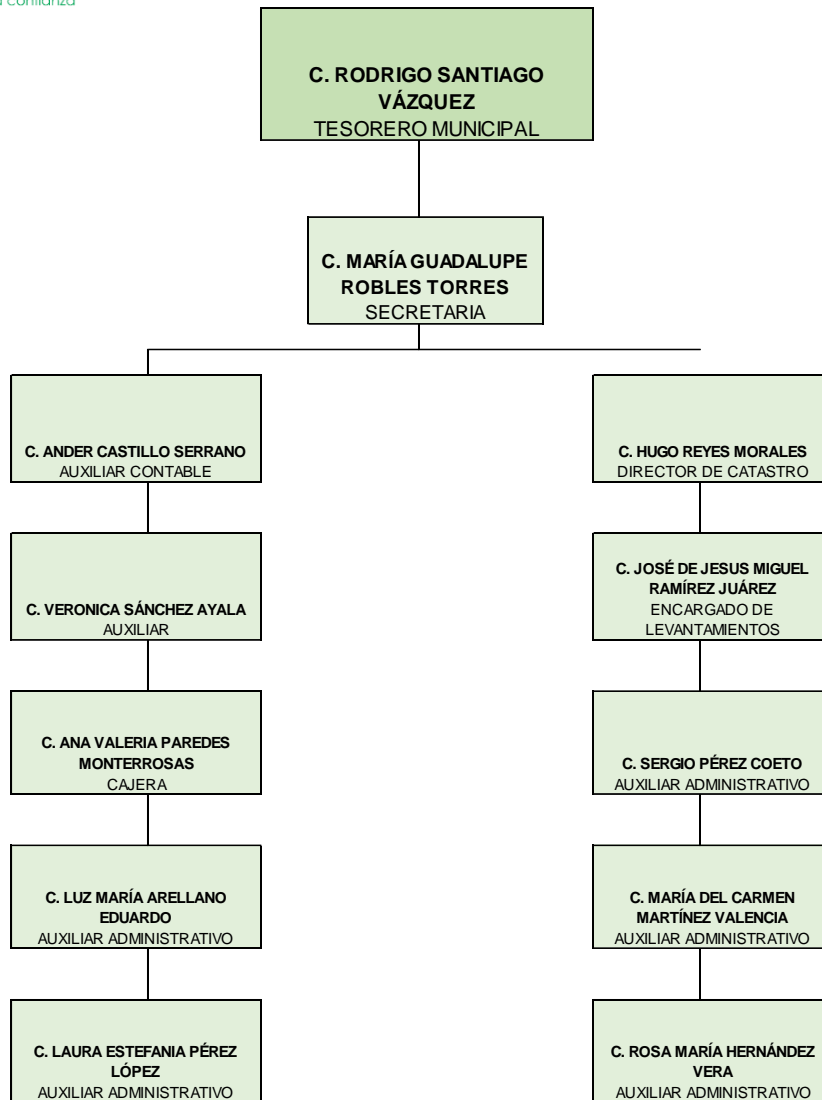 confianza
C. RODRIGO SANTIAGO
VÁZQUEZ
TESORERO MUNICIPAL
C. MARÍA GUADALUPE
ROBLES TORRES
SECRETARIA
C. ANDER CASTILLO SERRANO
AUXILIAR CONTABLE
C. VERONICA SÁNCHEZ AYALA
AUXILIAR
C. ANA VALERIA PAREDES
MONTERROSAS
CAJERA
C. LUZ MARÍA ARELLANO
EDUARDO
AUXILIAR ADMINISTRATIVO
C. LAURA ESTEFANIA PÉREZ
LÓPEZ
AUXILIAR ADMINISTRATIVO
C. HUGO REYES MORALES
DIRECTOR DE CATASTRO
C. JOSÉ DE JESUS MIGUEL
RAMÍREZ JUÁREZ
ENCARGADO DE
LEVANTAMIENTOS
C. SERGIO PÉREZ COETO
AUXILIAR ADMINISTRATIVO
C. MARÍA DEL CARMEN
MARTÍNEZ VALENCIA
AUXILIAR ADMINISTRATIVO
C. ROSA MARÍA HERNÁNDEZ
VERA
AUXILIAR ADMINISTRATIVO